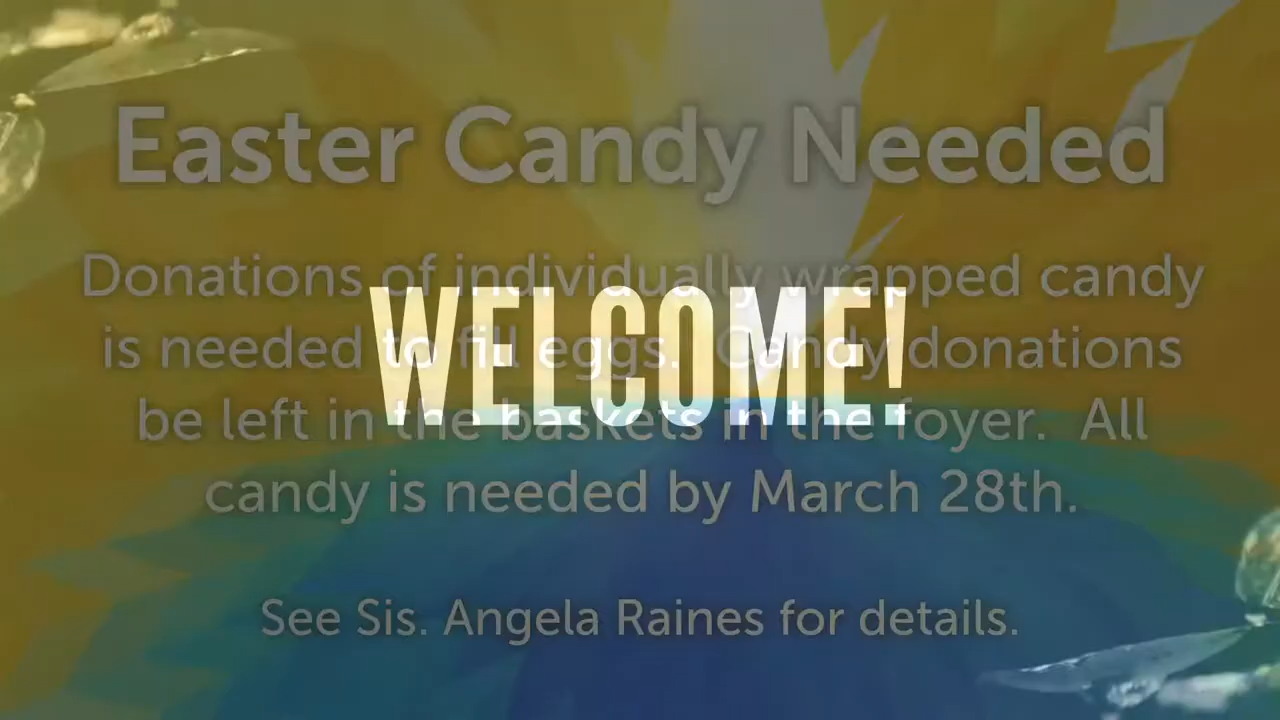 Easter Candy Needed
Donations of individually wrapped candy
WELCOME!
is needed to fill eggs. Candy donations
be left in the baskets in the foyer. All
candy is needed by March 28th.
See Sis. Angela Raines for details.